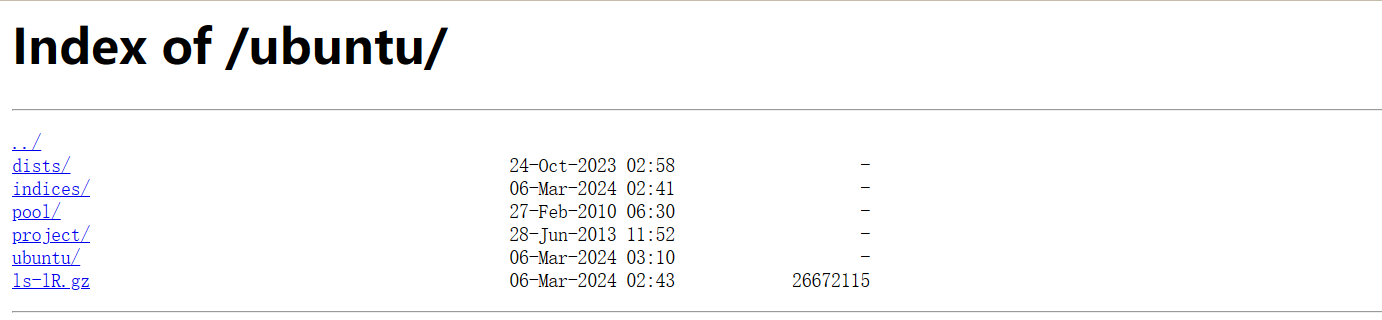 Index of /ubuntu/
../
dists/ 24-Oct-2023 02:58 -
indices/ 06-Mar-2024 02:41 -
pool/ 27-Feb-2010 06:30 -
project/ 28-Jun-2013 11:52 -
ubuntu/ 06-Mar-2024 03:10 -
ls-lR.gz 06-Mar-2024 02:43 26672115